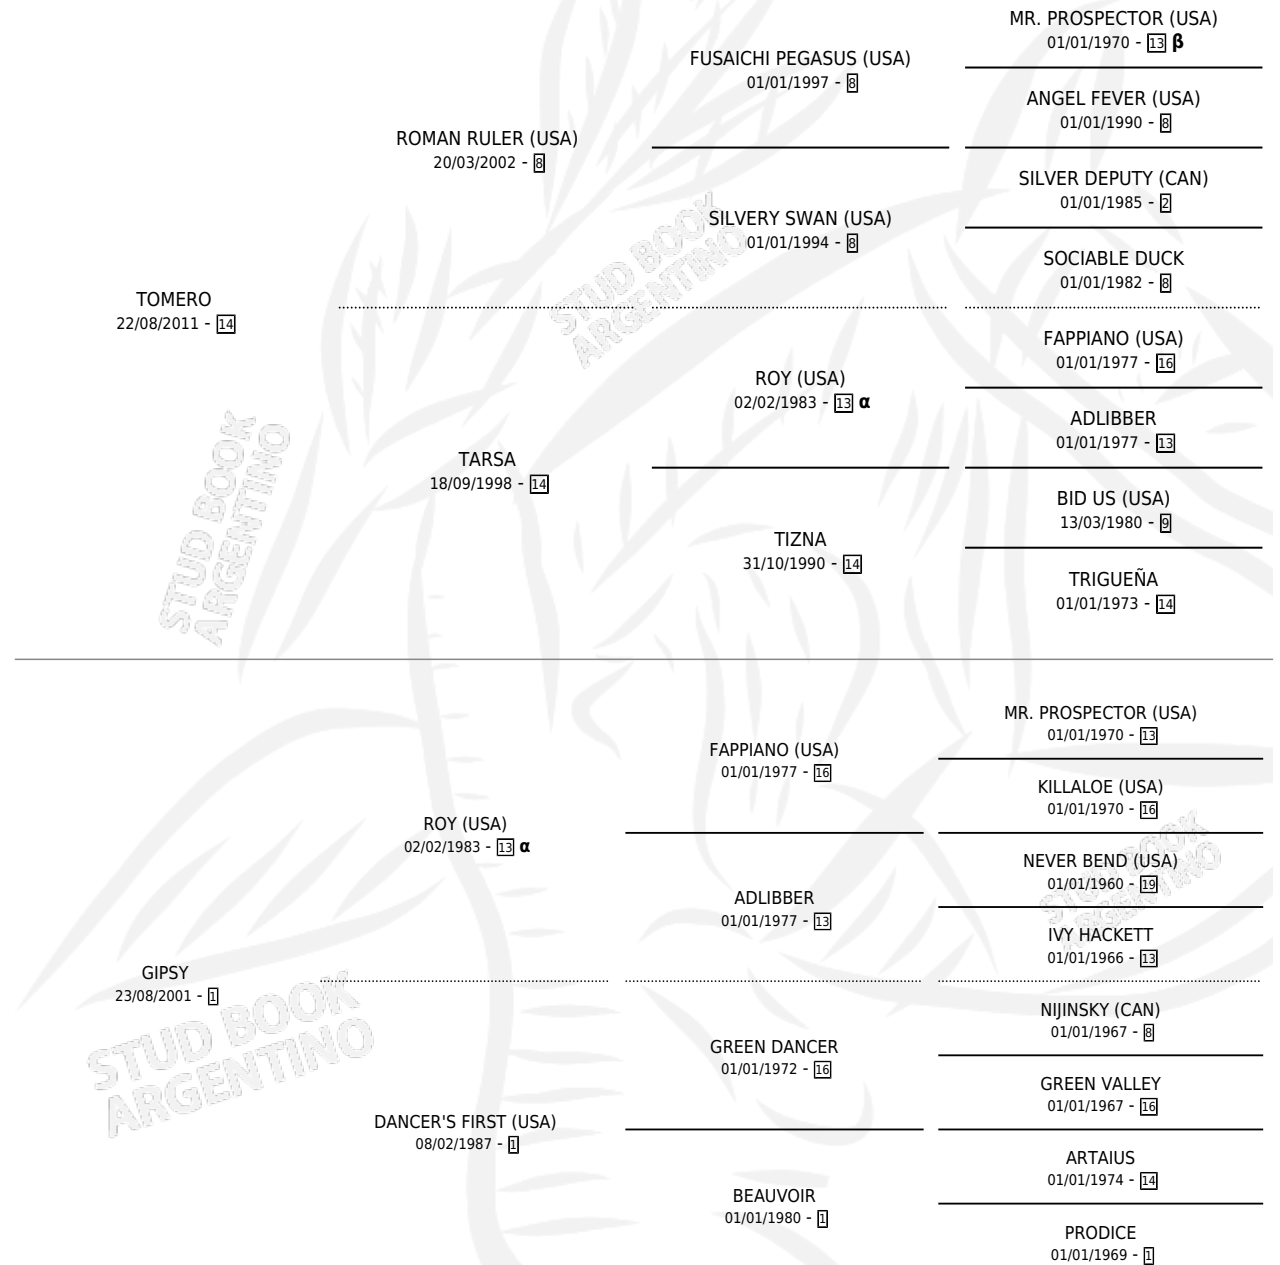 MR. PROSPECTOR (USA)
01/01/1970 - 13 β
FUSAICHI PEGASUS (USA)
01/01/1997 - 8
ANGEL FEVER (USA)
01/01/1990 - 8
ROMAN RULER (USA)
20/03/2002 - 8
SILVER DEPUTY (CAN)
01/01/1985 - 2
SILVERY SWAN (USA)
01/01/1994 - 8
SOCIABLE DUCK
01/01/1982 - 8
STUD BOOK
ARGENTINO
TOMERO
22/08/2011 - 14
FAPPIANO (USA)
01/01/1977 - 16
ROY (USA)
02/02/1983 - 13 α
ADLIBBER
01/01/1977 - 13
TARSA
18/09/1998 - 14
BID US (USA)
13/03/1980 - 9
TIZNA
31/10/1990 - 14
TRIGUEÑA
01/01/1973 - 14
STUD BOOK
ARGENTINO
MR. PROSPECTOR (USA)
01/01/1970 - 13
FAPPIANO (USA)
01/01/1977 - 16
KILLALOE (USA)
01/01/1970 - 16
ROY (USA)
02/02/1983 - 13 α
NEVER BEND (USA)
01/01/1960 - 19
ADLIBBER
01/01/1977 - 13
IVY HACKETT
01/01/1966 - 13
STUD BOOK
ARGENTINO
GIPSY
23/08/2001 - 1
NIJINSKY (CAN)
01/01/1967 - 8
GREEN DANCER
01/01/1972 - 16
GREEN VALLEY
01/01/1967 - 16
STUD BOOK
ARGENTINO
DANCER'S FIRST (USA)
08/02/1987 - 1
ARTAIUS
01/01/1974 - 14
BEAUVOIR
01/01/1980 - 1
PRODICE
01/01/1969 - 1